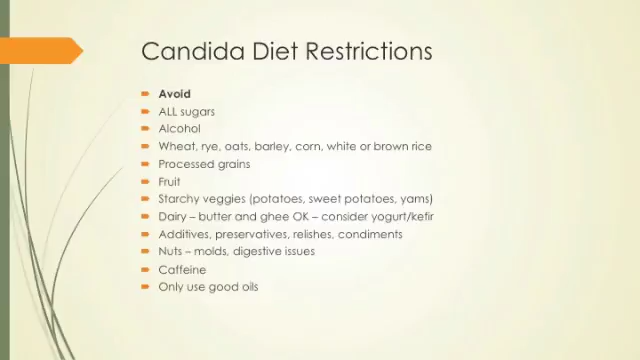 Candida Diet Restrictions
Avoid
ALL sugars
Alcohol
Wheat, rye, oats, barley, corn, white or brown rice
Processed grains
Fruit
Starchy veggies (potatoes, sweet potatoes, yams)
Dairy – butter and ghee OK – consider yogurt/kefir
Additives, preservatives, relishes, condiments
Nuts – molds, digestive issues
Caffeine
Only use good oils